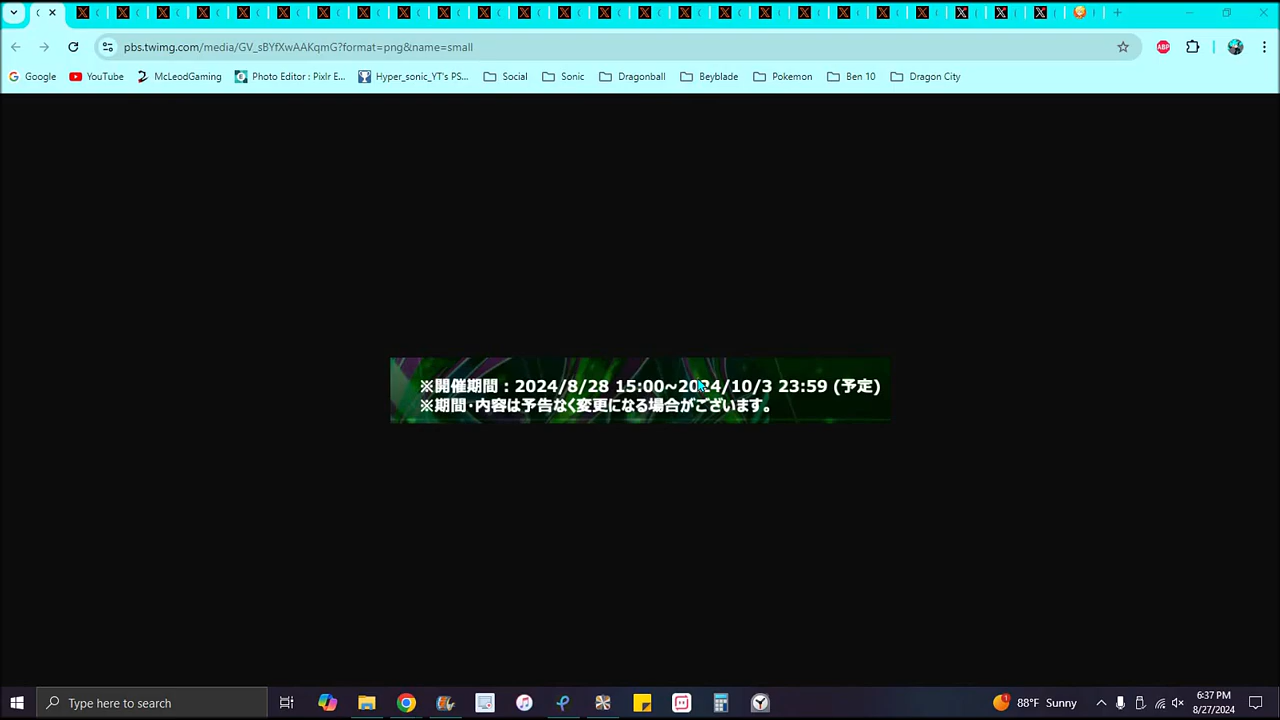 pbs.twimg.com/media/GV_sBYfXwAAKqmG?format=png&name=small
Google YouTube McLeodGaming Photo Editor : Pixlr E... Hyper_sonic_YT's PS... Social Sonic Dragonball Beyblade Pokemon Ben 10 Dragon City
※開催期間：2024/8/28 15:00~2024/10/3 23:59 (予定)
※期間・内容は予告なく変更になる場合がございます。
Type here to search
88°F Sunny
6:37 PM
8/27/2024